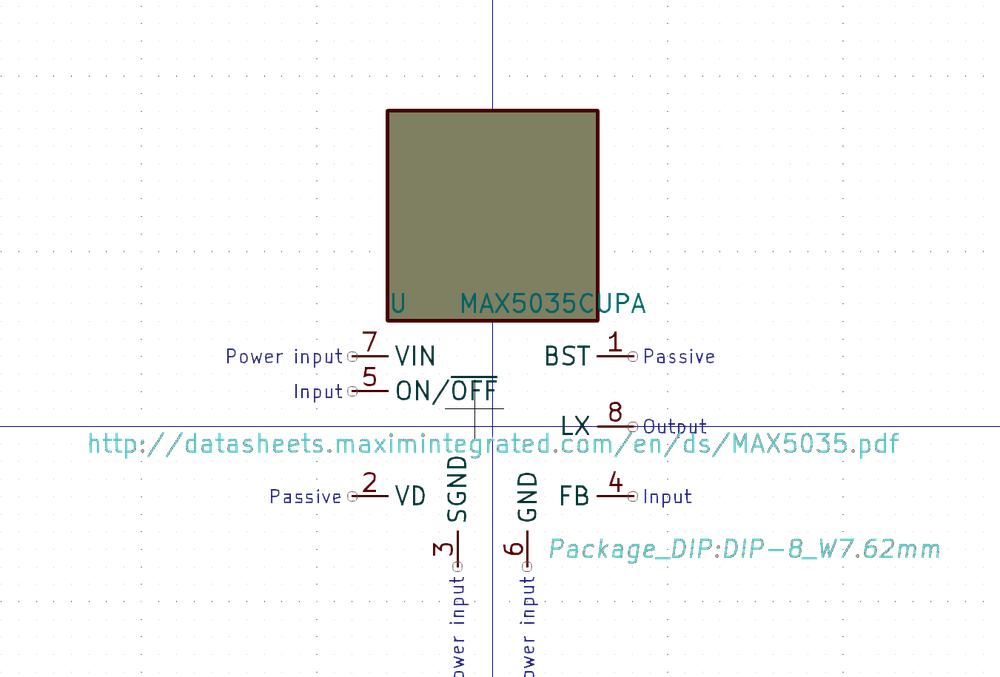 U MAX5035CUPA
Power input 7 VIN BST 1 Passive
Input 5 ON/OFF
LX 8 Output
http://datasheets.maximintegrated.com/en/ds/MAX5035.pdf
Passive 2 VD SGND GND FB 4 Input
3 6 Package_DIP:DIP-8_W7.62mm
ower input ower input